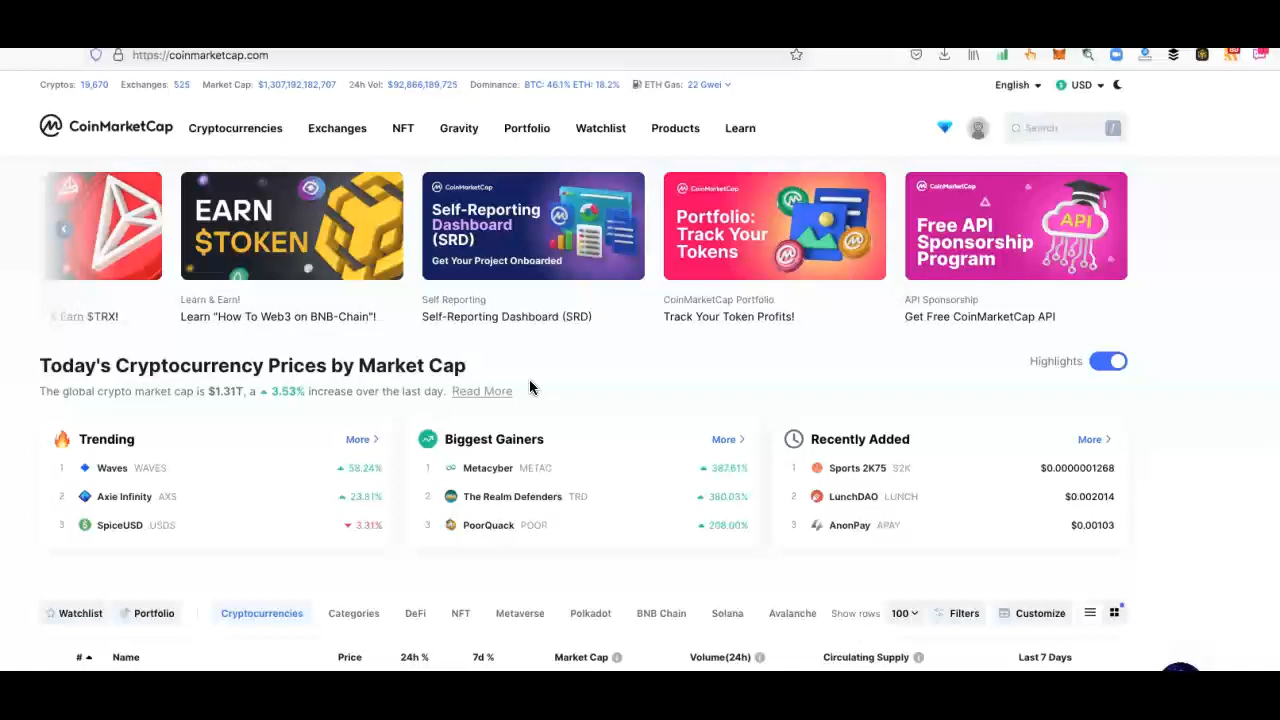 https://coinmarketcap.com
Cryptos: 19,670 Exchanges: 525 Market Cap: $1,307,192,182,707 24h Vol: $92,866,189,725 Dominance: BTC: 46.1% ETH: 18.2% ETH Gas: 22 Gwei English USD
CoinMarketCap Cryptocurrencies Exchanges NFT Gravity Portfolio Watchlist Products Learn Search /
EARN
$TOKEN
CoinMarketCap
Self-Reporting
Dashboard
(SRD)
Get Your Project Onboarded
CoinMarketCap
Portfolio:
Track Your
Tokens
CoinMarketCap
Free API
Sponsorship
Program
API
Learn & Earn! Self Reporting CoinMarketCap Portfolio API Sponsorship
& Earn $TRX! Learn "How To Web3 on BNB-Chain"! Self-Reporting Dashboard (SRD) Track Your Token Profits! Get Free CoinMarketCap API
Today's Cryptocurrency Prices by Market Cap Highlights
The global crypto market cap is $1.31T, a 3.53% increase over the last day. Read More
Trending More
1 Waves WAVES 58.24%
2 Axie Infinity AXS 23.81%
3 SpiceUSD USDS 3.31%
Biggest Gainers More
1 Metacyber METAC 387.61%
2 The Realm Defenders TRD 380.03%
3 PoorQuack POOR 208.00%
Recently Added More
1 Sports 2K75 S2K $0.0000001268
2 LunchDAO LUNCH $0.002014
3 AnonPay APAY $0.00103
Watchlist Portfolio Cryptocurrencies Categories DeFi NFT Metaverse Polkadot BNB Chain Solana Avalanche Show rows 100 Filters Customize
# Name Price 24h % 7d % Market Cap Volume(24h) Circulating Supply Last 7 Days